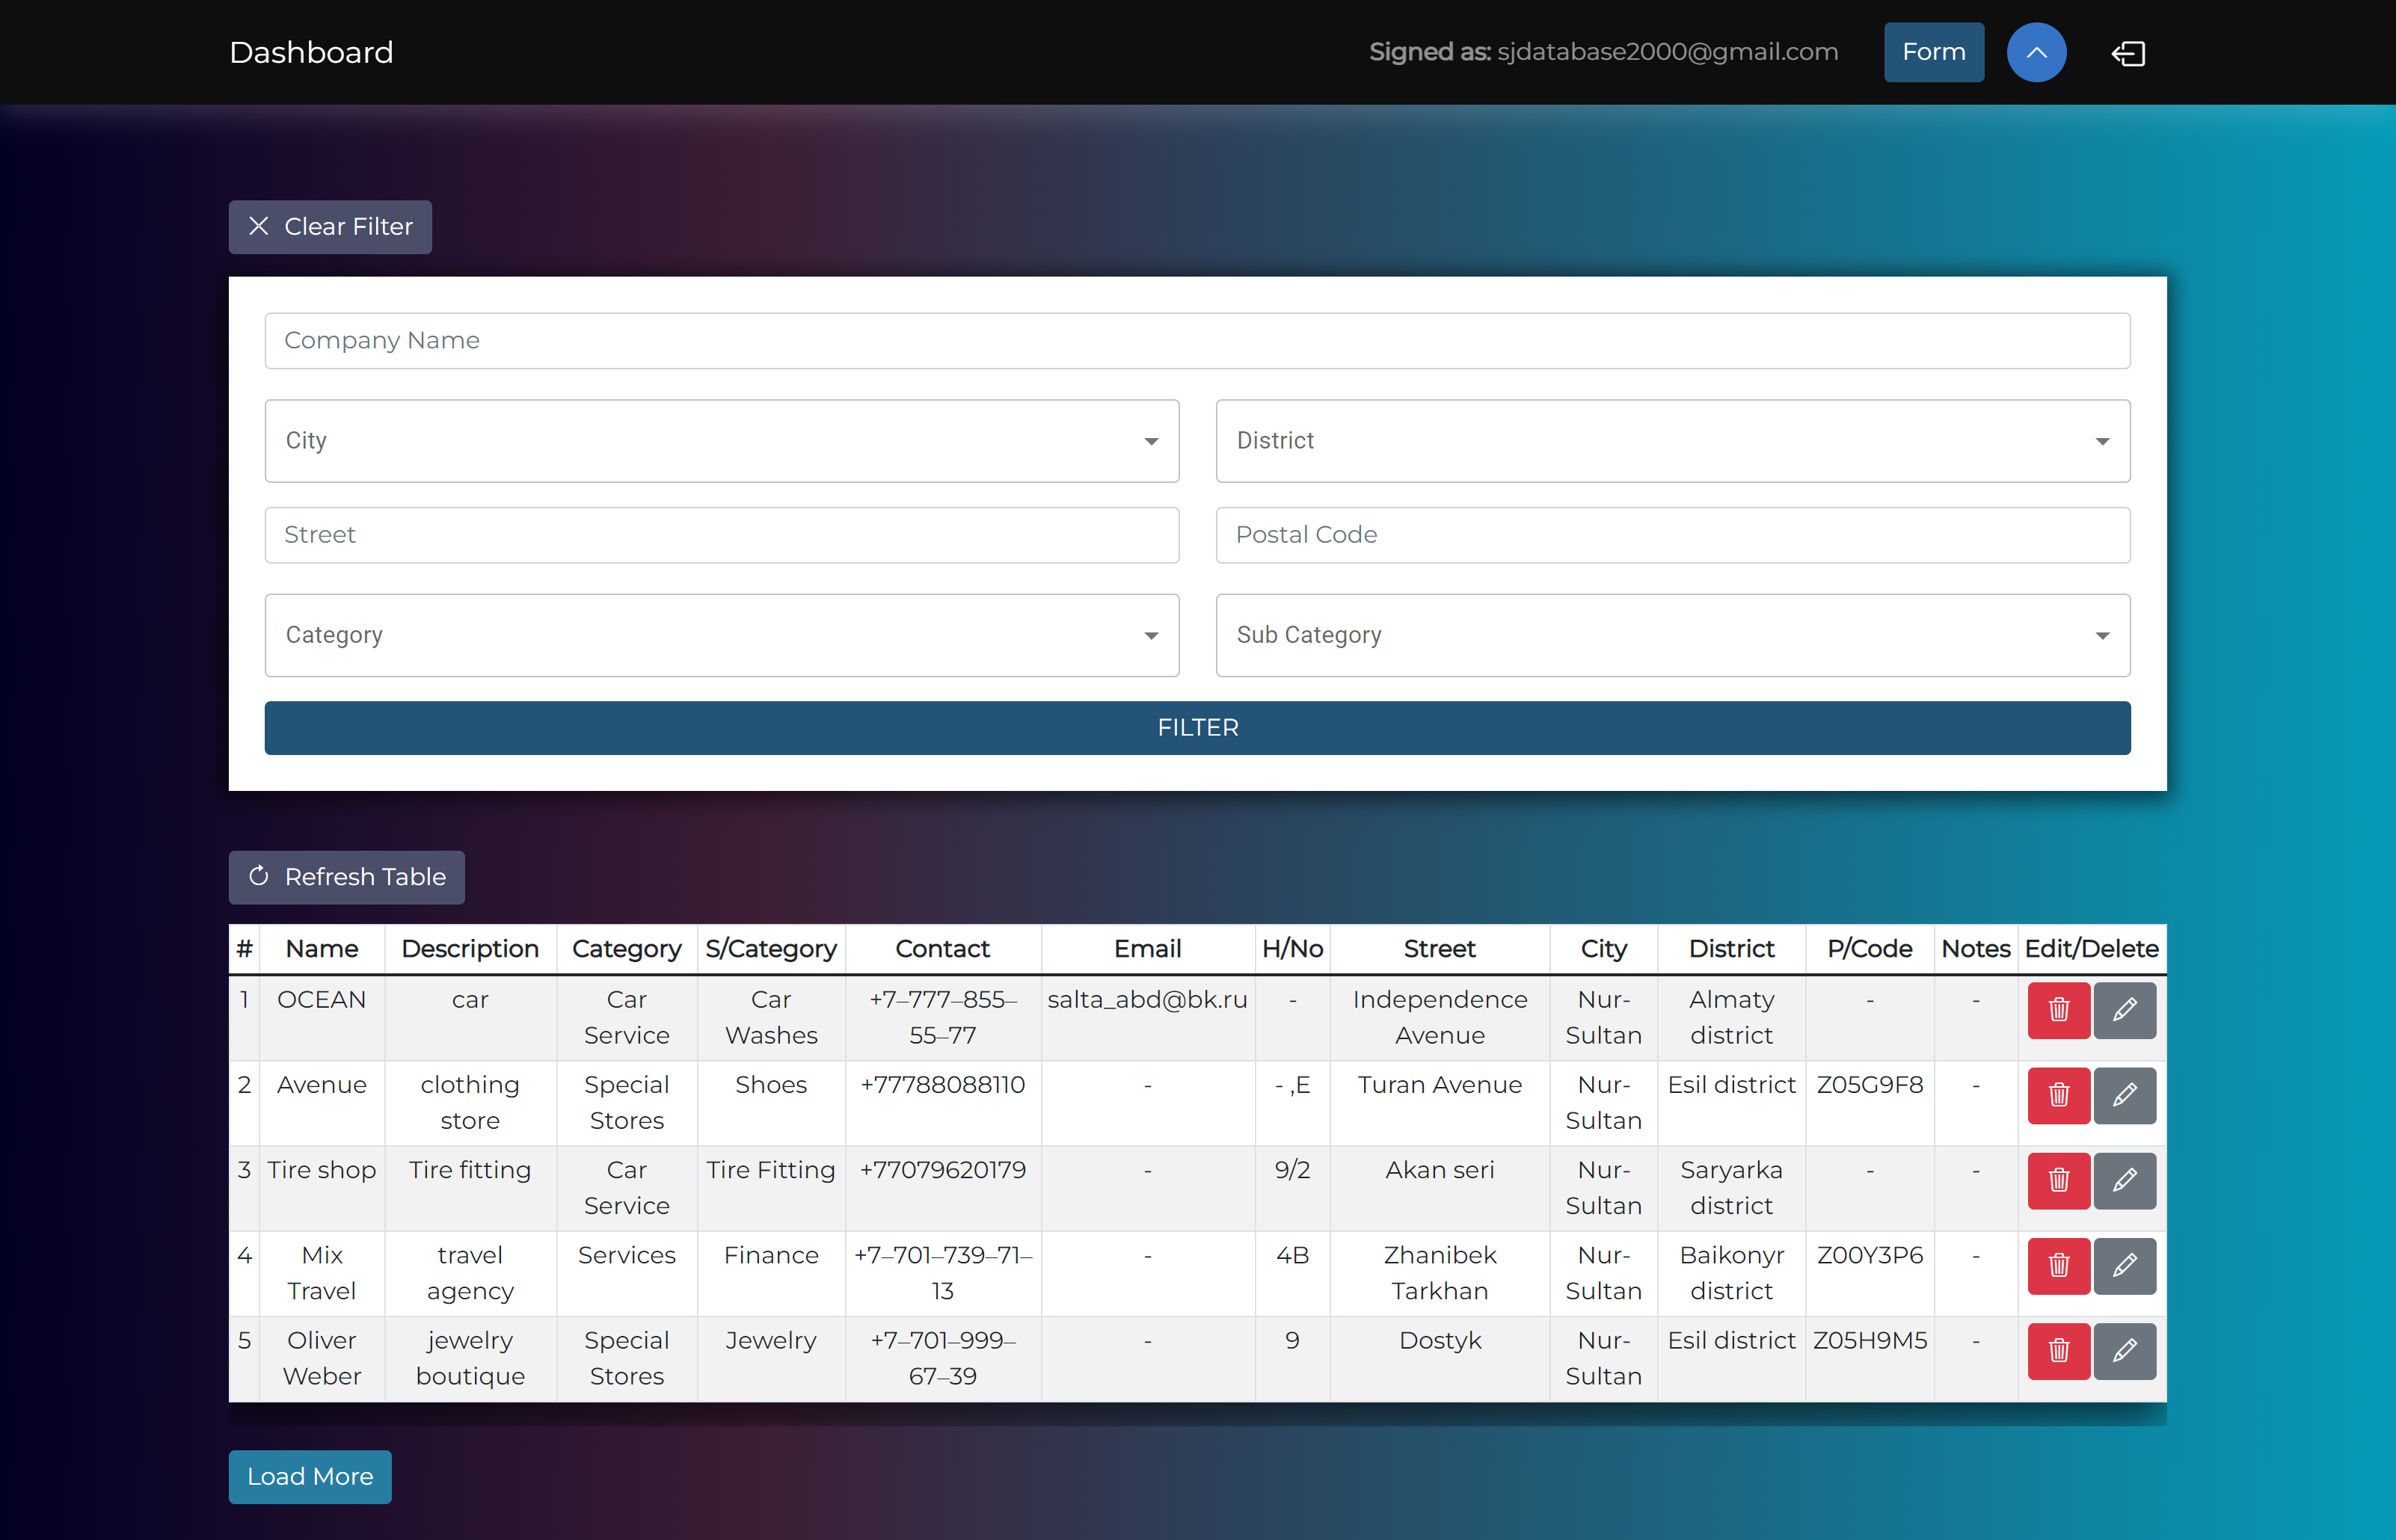 Dashboard
Signed as: sjdatabase2000@gmail.com
Form
Clear Filter
Company Name
City
District
Street
Postal Code
Category
Sub Category
FILTER
Refresh Table
# Name Description Category S/Category Contact Email H/No Street City District P/Code Notes Edit/Delete
1 OCEAN car Car Car +7–777–855– salta_abd@bk.ru - Independence Nur- Almaty - -
Service Washes 55–77 Avenue Sultan district
2 Avenue clothing Special Shoes +77788088110 - - ,E Turan Avenue Nur- Esil district Z05G9F8 -
store Stores Sultan
3 Tire shop Tire fitting Car Tire Fitting +77079620179 - 9/2 Akan seri Nur- Saryarka - -
Service Sultan district
4 Mix travel Services Finance +7–701–739–71– - 4B Zhanibek Nur- Baikonyr Z00Y3P6 -
Travel agency 13 Tarkhan Sultan district
5 Oliver jewelry Special Jewelry +7–701–999– - 9 Dostyk Nur- Esil district Z05H9M5 -
Weber boutique Stores 67–39 Sultan
Load More